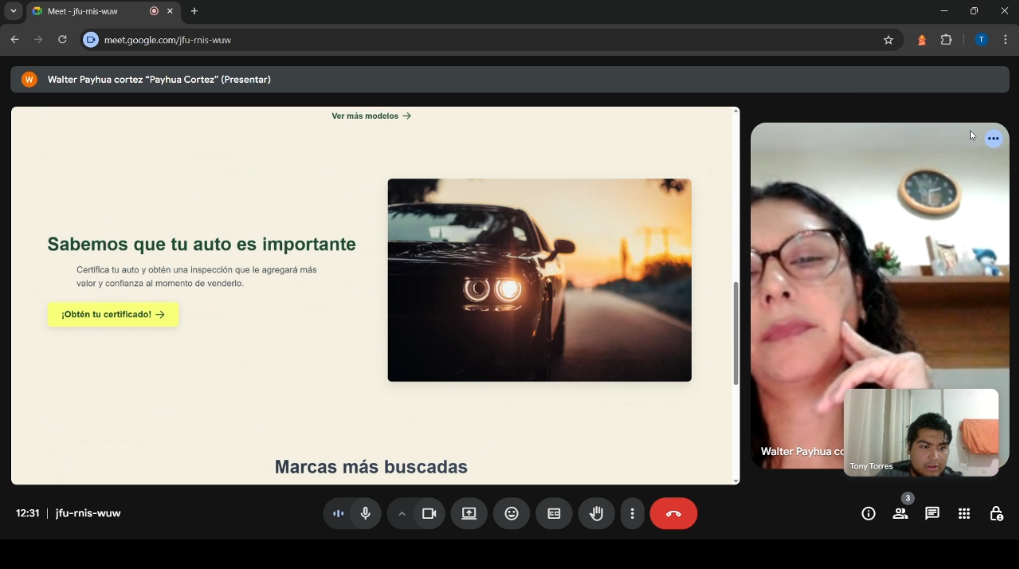 Meet - jfu-rnis-wuw
meet.google.com/jfu-rnis-wuw
T
W
Walter Payhua cortez "Payhua Cortez" (Presentar)
Ver más modelos →
Sabemos que tu auto es importante
Certifica tu auto y obtén una inspección que le agregará más
valor y confianza al momento de venderlo.
¡Obtén tu certificado! →
Marcas más buscadas
Walter Payhua co
Tony Torres
12:31 | jfu-rnis-wuw
3